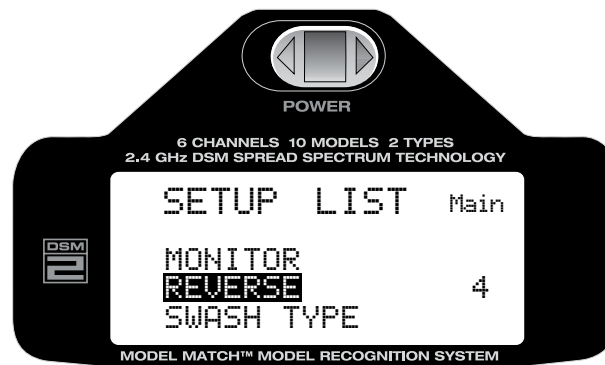 POWER
6 CHANNELS 10 MODELS 2 TYPES
2.4 GHz DSM SPREAD SPECTRUM TECHNOLOGY
SETUP LIST Main
DSM
2
MONITOR
REVERSE 4
SWASH TYPE
MODEL MATCH™ MODEL RECOGNITION SYSTEM